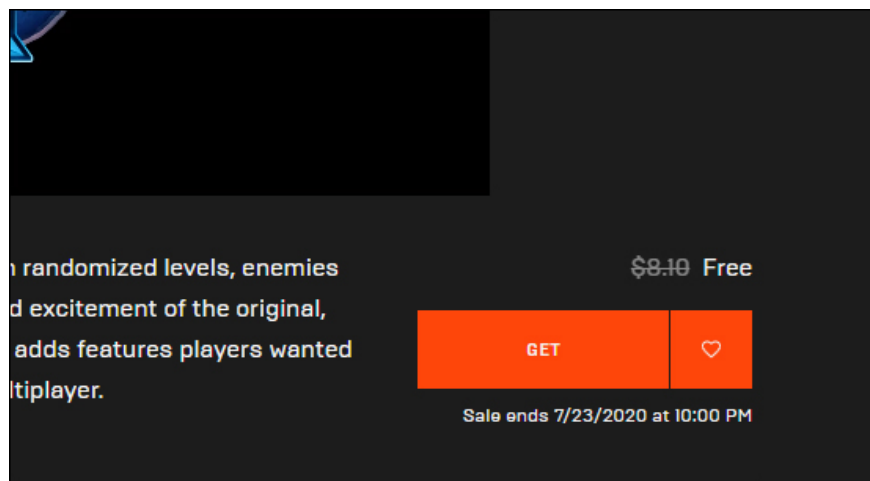 randomized levels, enemies
d excitement of the original,
adds features players wanted
ltiplayer.
$8.10 Free
GET
Sale ends 7/23/2020 at 10:00 PM